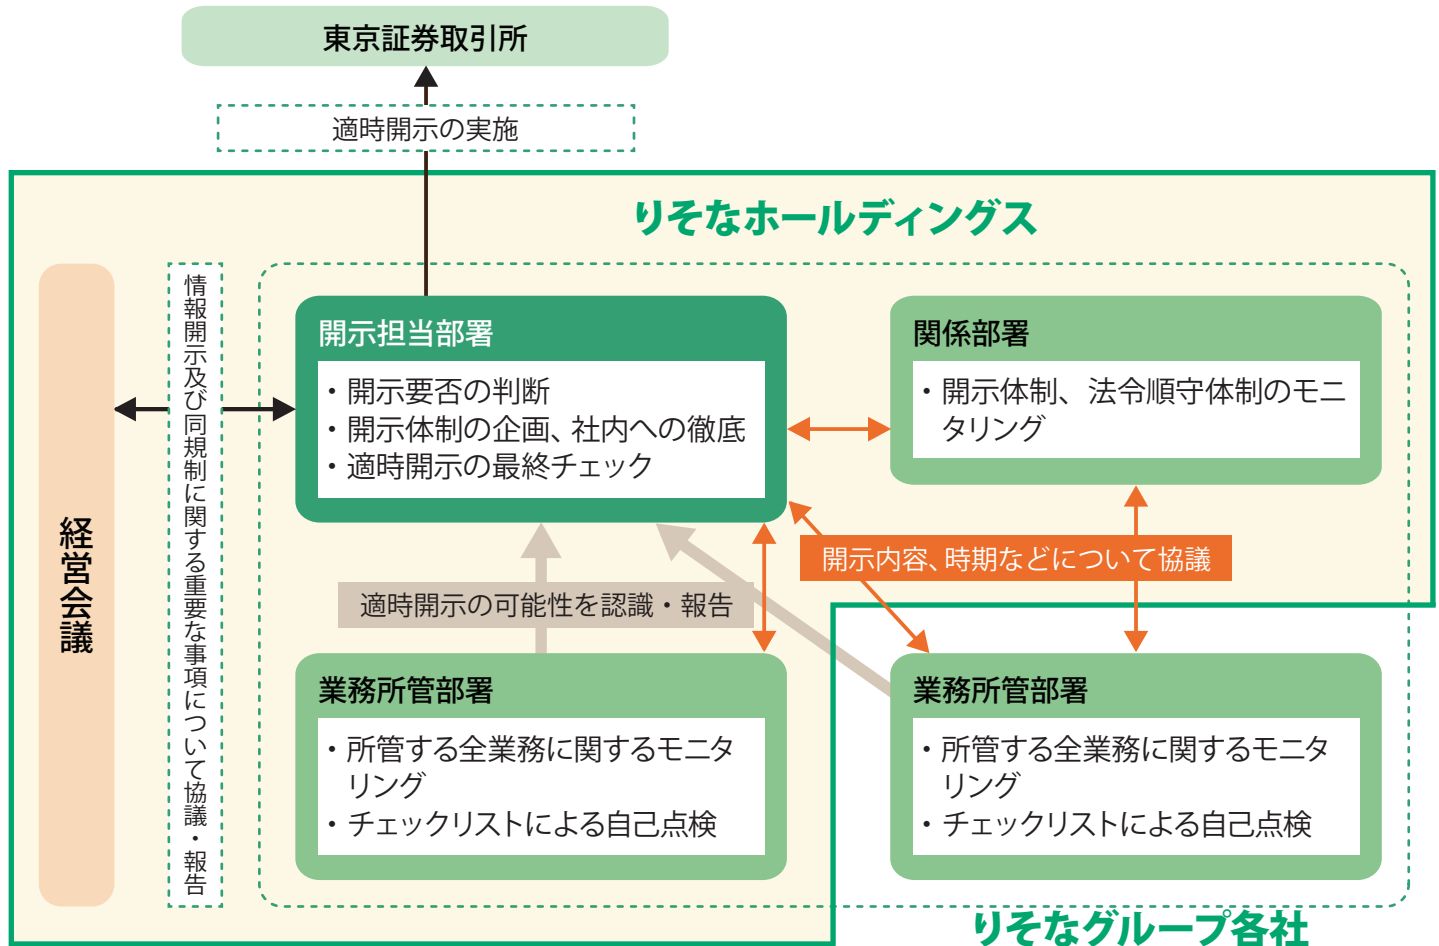 東京証券取引所
適時開示の実施
りそなホールディングス
経営会議
情報開示及び同規制に関する重要な事項について協議・報告
開示担当部署
・開示要否の判断
・開示体制の企画、社内への徹底
・適時開示の最終チェック
関係部署
・開示体制、法令順守体制のモニ
タリング
開示内容、時期などについて協議
適時開示の可能性を認識・報告
業務所管部署
・所管する全業務に関するモニタ
リング
・チェックリストによる自己点検
業務所管部署
・所管する全業務に関するモニタ
リング
・チェックリストによる自己点検
りそなグループ各社